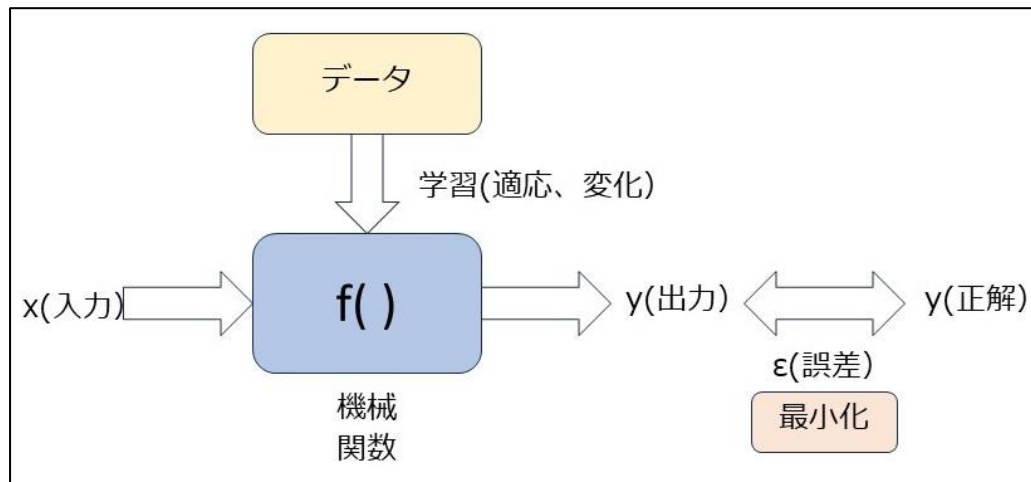 データ
学習(適応、変化)
x(入力)
f( )
y(出力)
y(正解)
ε(誤差)
機械
関数
最小化